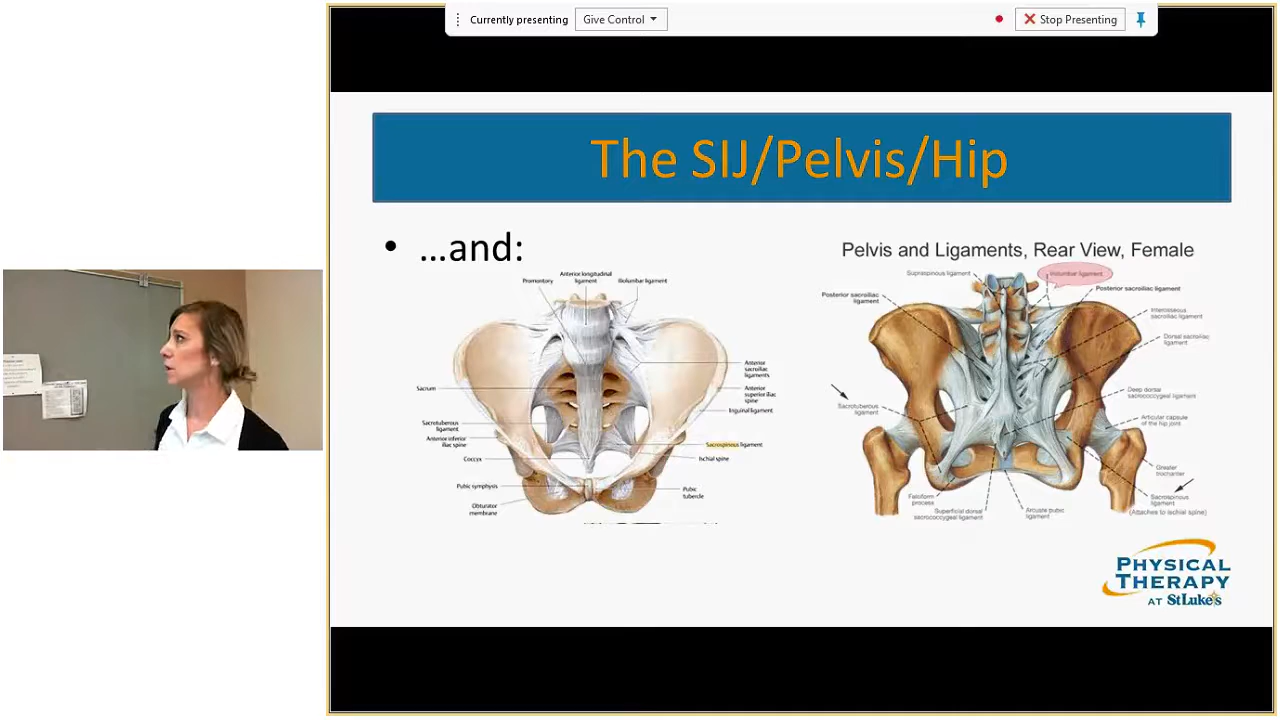 Currently presenting
Give Control
Stop Presenting
The SIJ/Pelvis/Hip
• ...and:
Anterior longitudinal
ligament
Promontory
Iliolumbar ligament
Sacrum
Sacrotuberous
ligament
Anterior inferior
iliac spine
Coccyx
Pubic symphysis
Obturator
membrane
Anterior
sacroiliac
ligaments
Anterior
superior iliac
spine
Inguinal ligament
Sacrospinous ligament
Ischial spine
Pubic
tubercle
Pelvis and Ligaments, Rear View, Female
Supraspinous ligament
Iliolumbar ligament
Posterior sacroiliac
ligament
Posterior sacroiliac ligament
Interosseous
sacroiliac ligament
Dorsal sacroiliac
ligament
Sacrotuberous
ligament
Deep dorsal
sacrococcygeal ligament
Articular capsule
of the hip joint
Greater
trochanter
Sacrospinous
ligament
(Attaches to ischial spine)
Falciform
process
Superficial dorsal
sacrococcygeal ligament
Arcuate pubic
ligament
PHYSICAL
THERAPY
AT StLuke's